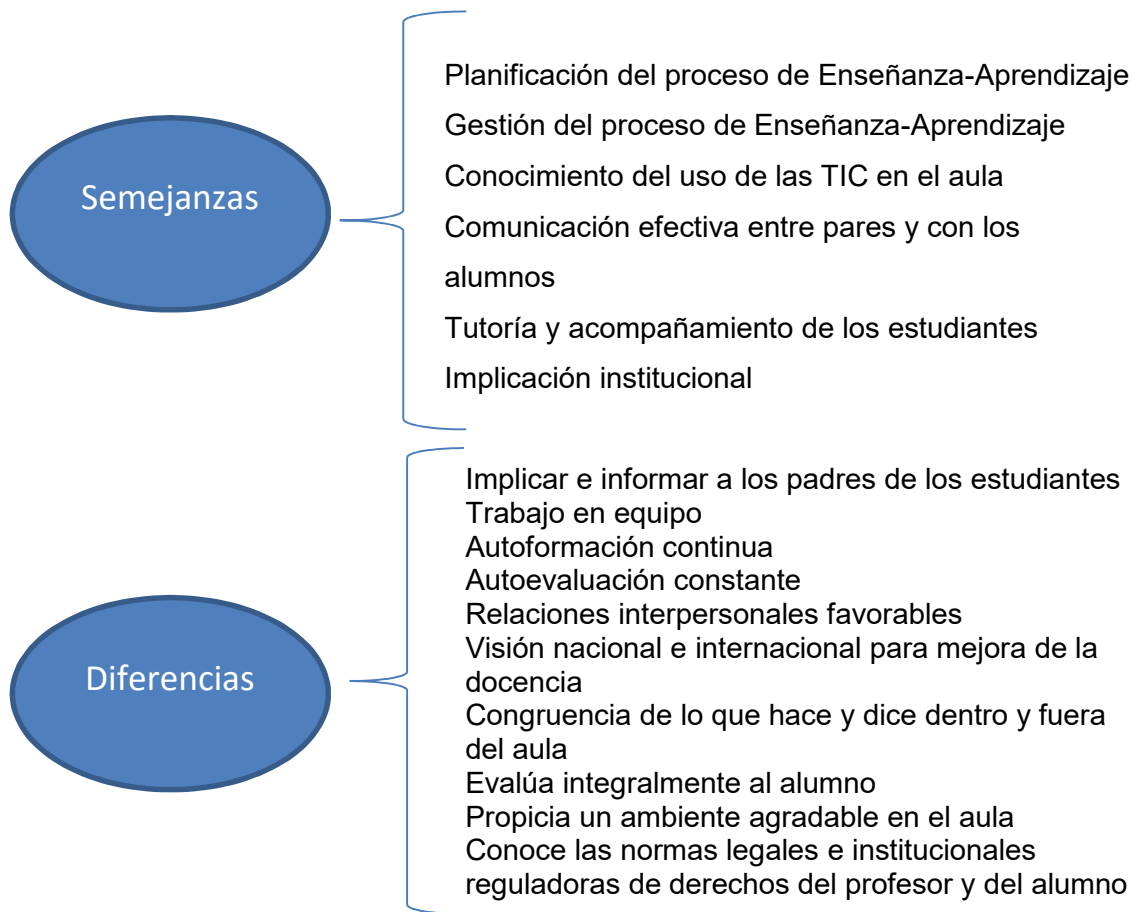 Semejanzas
Planificación del proceso de Enseñanza-Aprendizaje
Gestión del proceso de Enseñanza-Aprendizaje
Conocimiento del uso de las TIC en el aula
Comunicación efectiva entre pares y con los
alumnos
Tutoría y acompañamiento de los estudiantes
Implicación institucional
Diferencias
Implicar e informar a los padres de los estudiantes
Trabajo en equipo
Autoformación continua
Autoevaluación constante
Relaciones interpersonales favorables
Visión nacional e internacional para mejora de la
docencia
Congruencia de lo que hace y dice dentro y fuera
del aula
Evalúa integralmente al alumno
Propicia un ambiente agradable en el aula
Conoce las normas legales e institucionales
reguladoras de derechos del profesor y del alumno